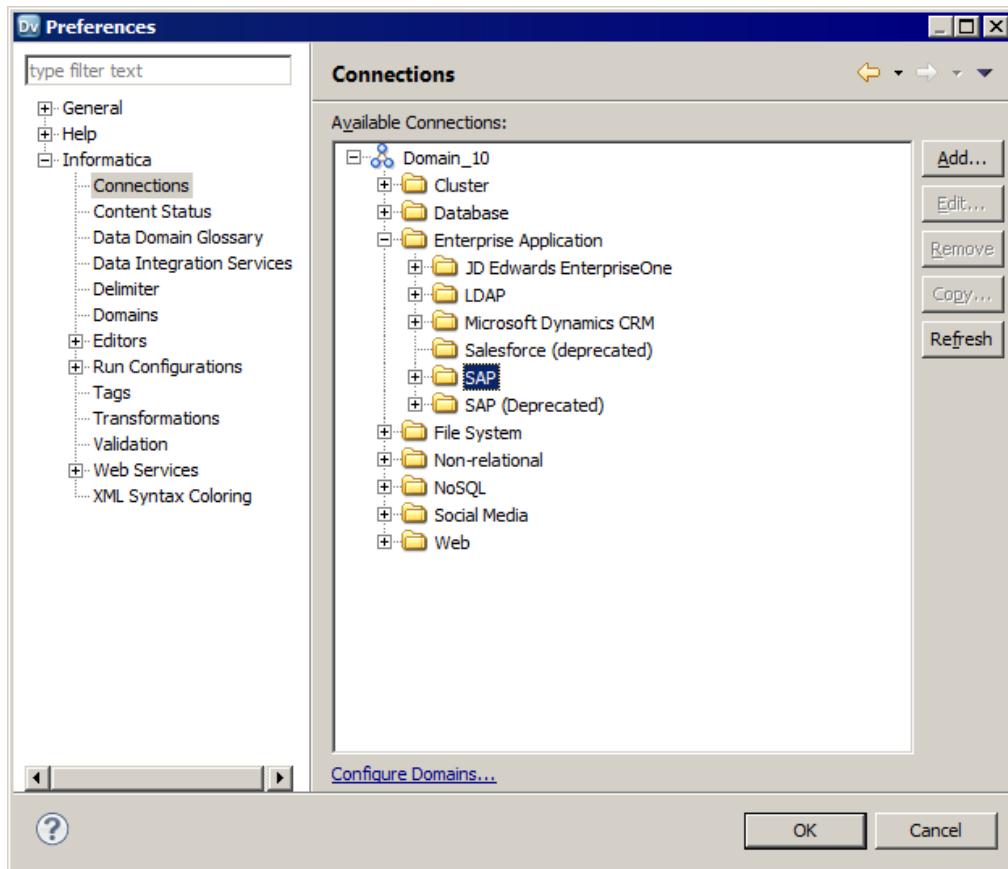 Dv Preferences
type filter text
General
Help
Informatica
Connections
Content Status
Data Domain Glossary
Data Integration Services
Delimiter
Domains
Editors
Run Configurations
Tags
Transformations
Validation
Web Services
XML Syntax Coloring
Connections
Available Connections:
Domain_10
Cluster
Database
Enterprise Application
JD Edwards EnterpriseOne
LDAP
Microsoft Dynamics CRM
Salesforce (deprecated)
SAP
SAP (Deprecated)
File System
Non-relational
NoSQL
Social Media
Web
Add...
Edit...
Remove
Copy...
Refresh
Configure Domains...
?
OK
Cancel